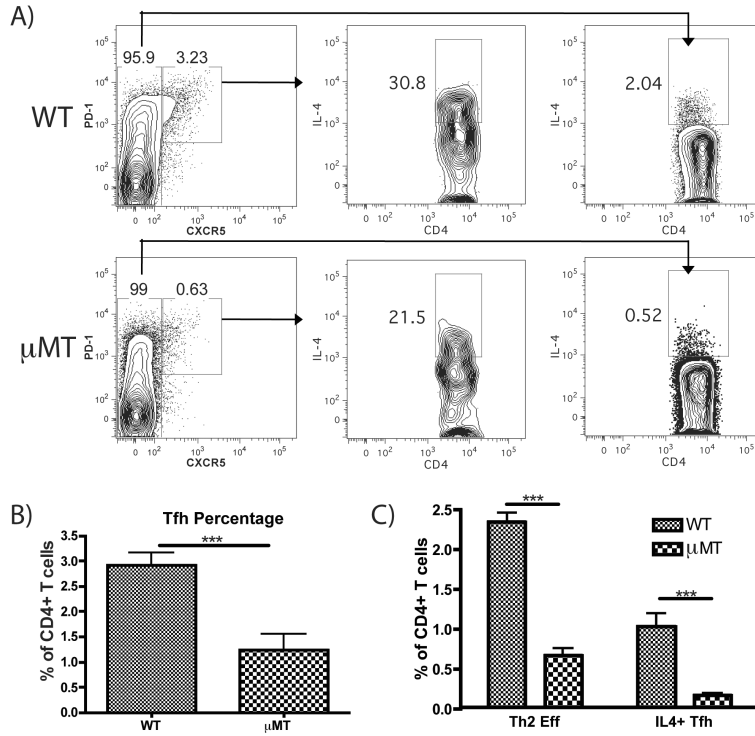 A)
WT
PD-1
10⁵
10⁴
10³
10²
0
95.9 3.23
0 10² 10³ 10⁴ 10⁵
CXCR5
IL-4
10⁵
10⁴
10³
10²
0
30.8
10² 10³ 10⁴ 10⁵
CD4
IL-4
10⁵
10⁴
10³
10²
0
2.04
10² 10³ 10⁴ 10⁵
CD4
μMT
PD-1
10⁵
10⁴
10³
10²
0
99 0.63
0 10² 10³ 10⁴ 10⁵
CXCR5
IL-4
10⁵
10⁴
10³
10²
0
21.5
10² 10³ 10⁴ 10⁵
CD4
IL-4
10⁵
10⁴
10³
10²
0
0.52
10² 10³ 10⁴ 10⁵
CD4
B)
Tfh Percentage
% of CD4+ T cells
3.5
3.0
2.5
2.0
1.5
1.0
0.5
0.0
***
WT μMT
C)
% of CD4+ T cells
2.5
2.0
1.5
1.0
0.5
0.0
***
***
WT
μMT
Th2 Eff IL4+ Tfh